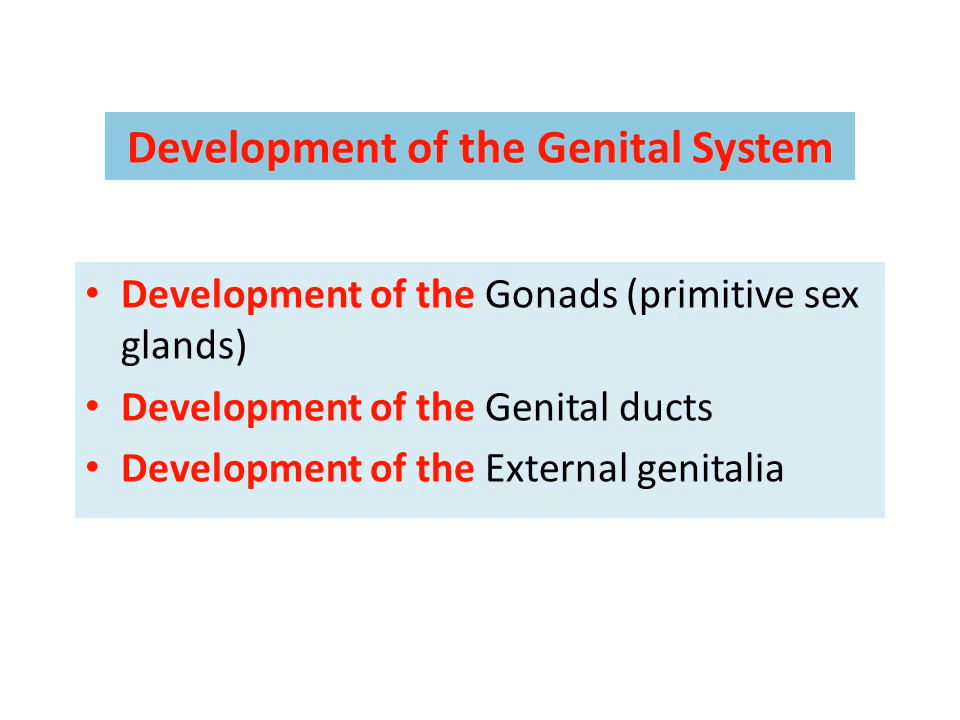 Development of the Genital System
• Development of the Gonads (primitive sex
glands)
• Development of the Genital ducts
• Development of the External genitalia